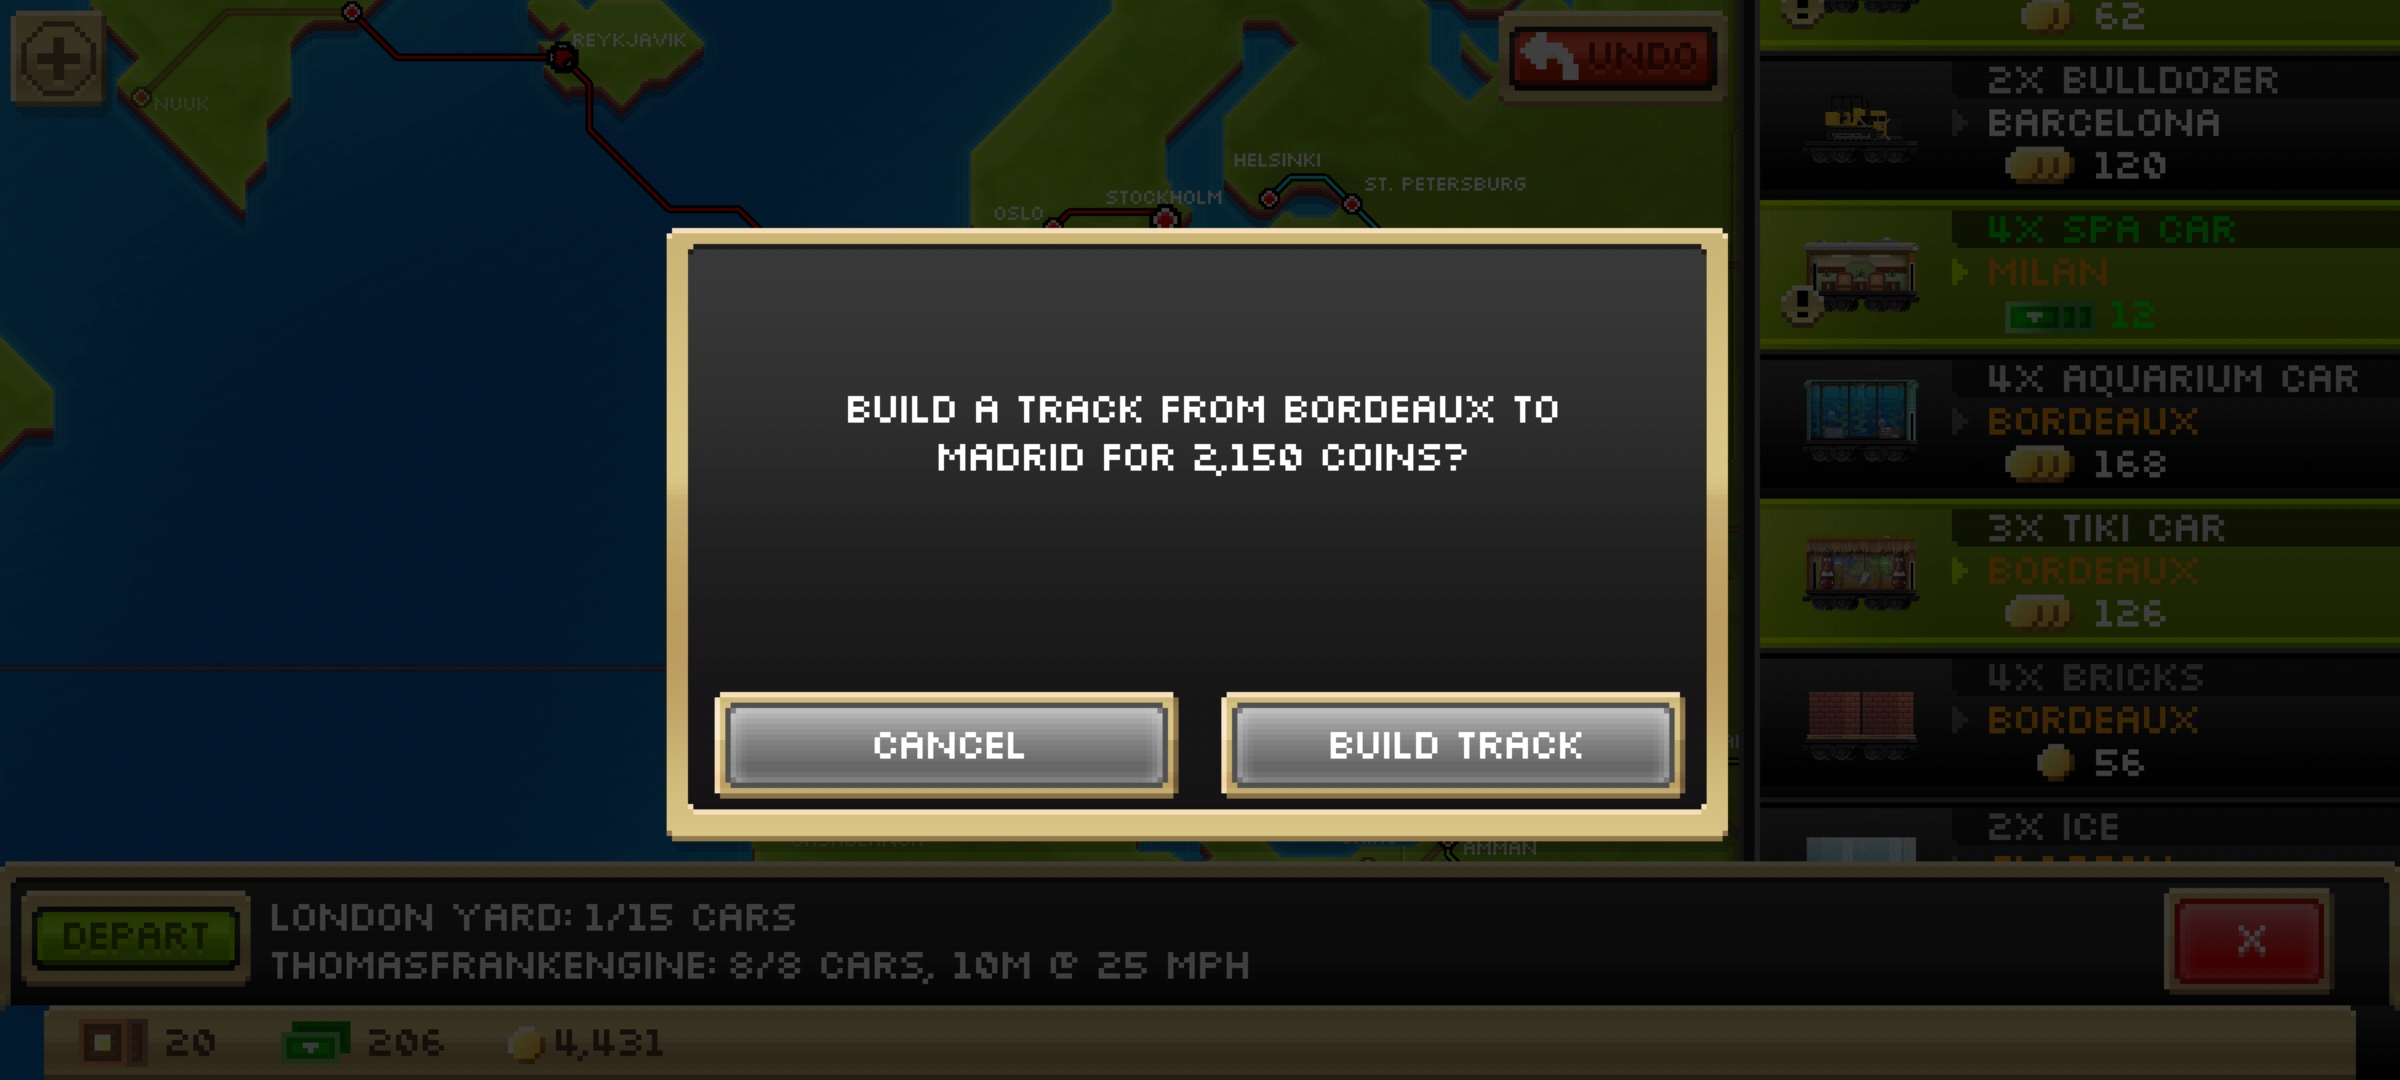 REYKJAVIK
NUUK
UNDO
HELSINKI
ST. PETERSBURG
STOCKHOLM
OSLO
BUILD A TRACK FROM BORDEAUX TO
MADRID FOR 2,150 COINS?
CANCEL
BUILD TRACK
CASABLANCA
AMMAN
62
2X BULLDOZER
BARCELONA
120
4X SPA CAR
MILAN
12
4X AQUARIUM CAR
BORDEAUX
168
3X TIKI CAR
BORDEAUX
126
4X BRICKS
BORDEAUX
56
2X ICE
DEPART
LONDON YARD: 1/15 CARS
THOMASFRANKENGINE: 8/8 CARS, 10M @ 25 MPH
X
20
206
4,431